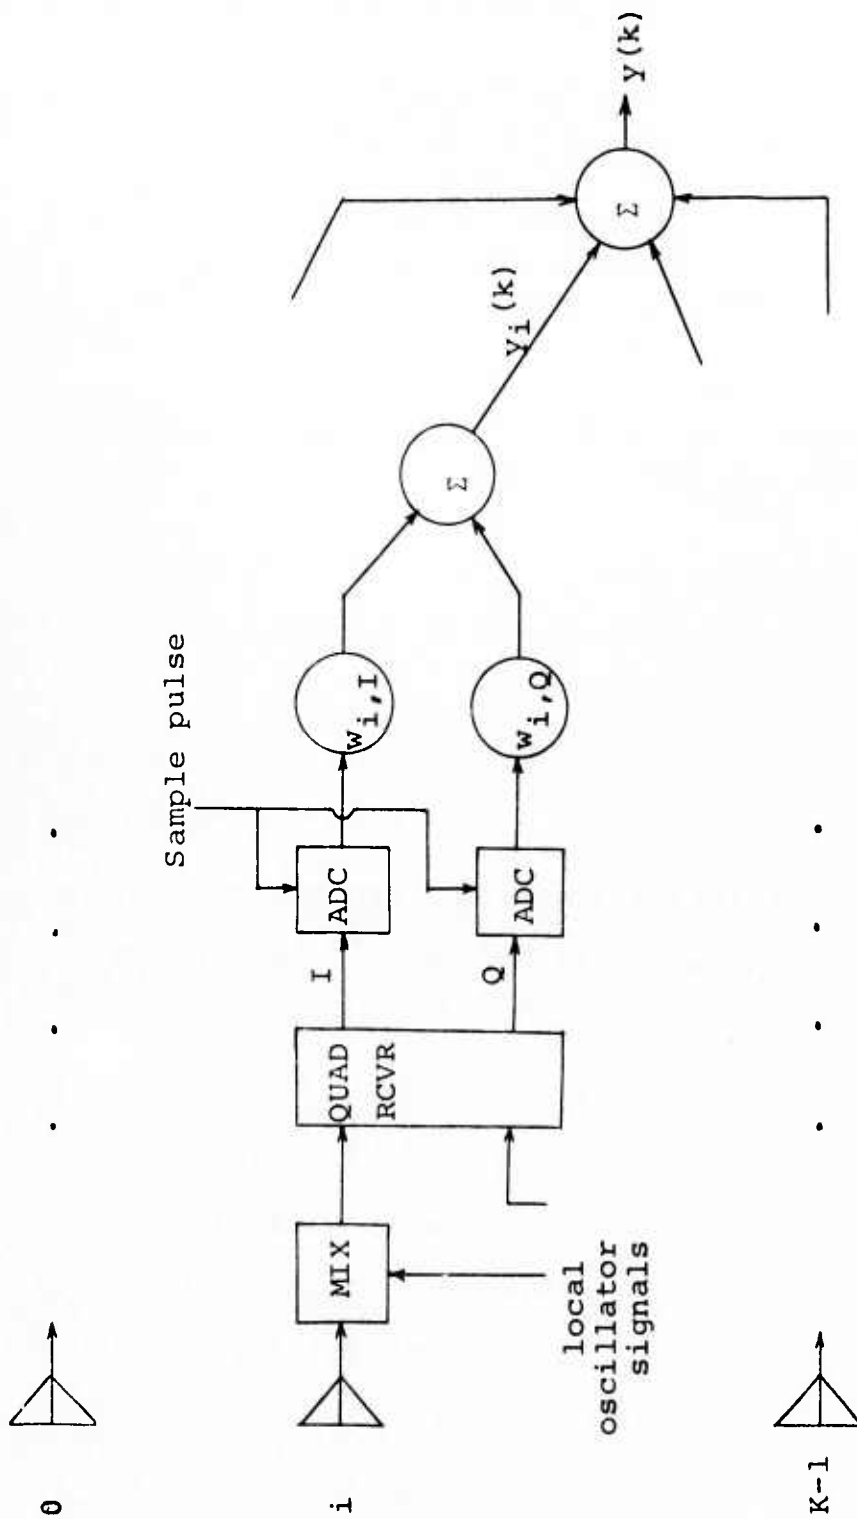 0
i
K-1
MIX
local
oscillator
signals
QUAD
RCVR
I
Q
ADC
ADC
Sample pulse
w_i,I
w_i,Q
Σ
y_i(k)
Σ
y(k)